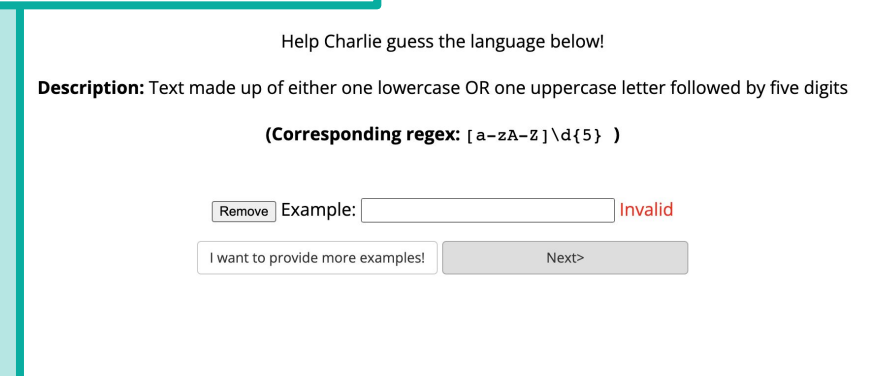 Help Charlie guess the language below!
Description: Text made up of either one lowercase OR one uppercase letter followed by five digits
(Corresponding regex: [a-zA-Z]\d{5} )
Remove Example: Invalid
I want to provide more examples! Next>